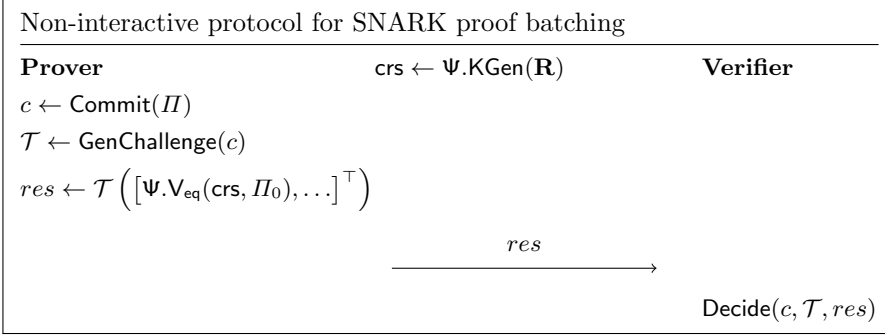 Non-interactive protocol for SNARK proof batching
Prover crs ← Ψ.KGen(R) Verifier
c ← Commit(Π)
𝒯 ← GenChallenge(c)
res ← 𝒯([Ψ.V_eq(crs, Π₀), …]^⊤)
res
Decide(c, 𝒯, res)